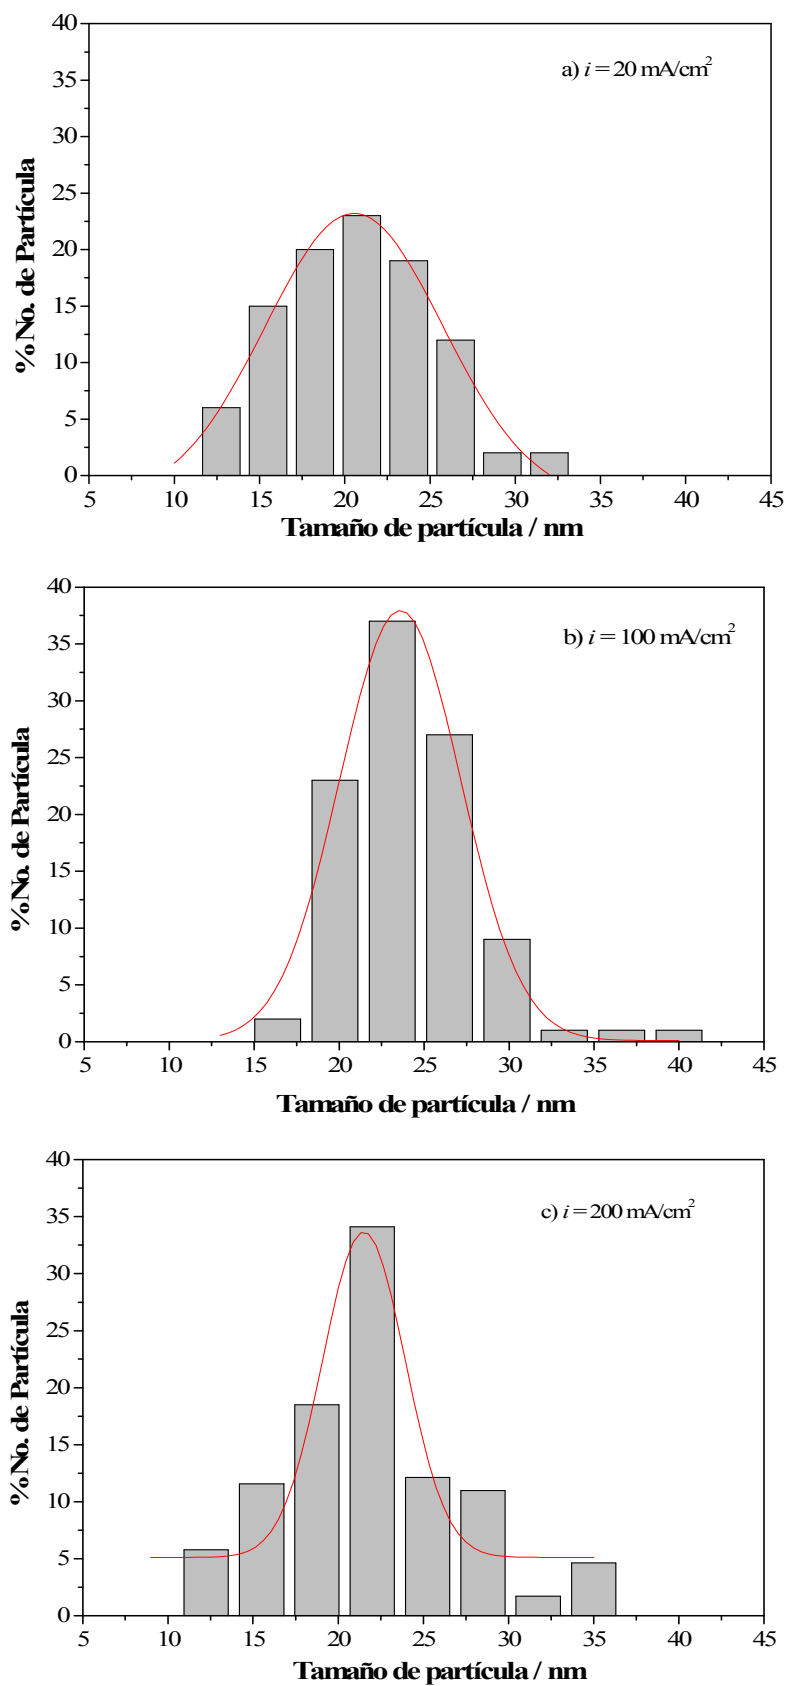 40
35
30
25
20
15
10
5
0
% No. de Partícula
a) i = 20 mA/cm²
5 10 15 20 25 30 35 40 45
Tamaño de partícula / nm
40
35
30
25
20
15
10
5
0
% No. de Partícula
b) i = 100 mA/cm²
5 10 15 20 25 30 35 40 45
Tamaño de partícula / nm
40
35
30
25
20
15
10
5
0
% No. de Partícula
c) i = 200 mA/cm²
5 10 15 20 25 30 35 40 45
Tamaño de partícula / nm